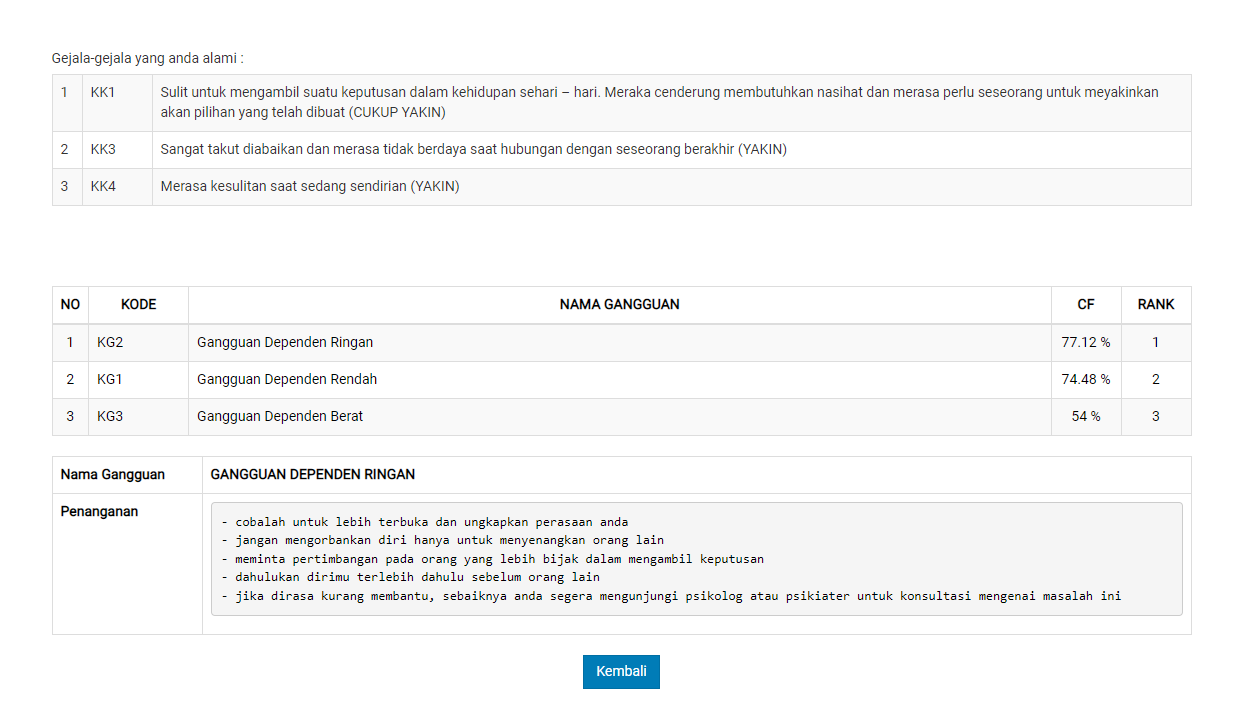 Gejala-gejala yang anda alami :
1 KK1 Sulit untuk mengambil suatu keputusan dalam kehidupan sehari – hari. Meraka cenderung membutuhkan nasihat dan merasa perlu seseorang untuk meyakinkan
akan pilihan yang telah dibuat (CUKUP YAKIN)
2 KK3 Sangat takut diabaikan dan merasa tidak berdaya saat hubungan dengan seseorang berakhir (YAKIN)
3 KK4 Merasa kesulitan saat sedang sendirian (YAKIN)
NO KODE NAMA GANGGUAN CF RANK
1 KG2 Gangguan Dependen Ringan 77.12 % 1
2 KG1 Gangguan Dependen Rendah 74.48 % 2
3 KG3 Gangguan Dependen Berat 54 % 3
Nama Gangguan GANGGUAN DEPENDEN RINGAN
Penanganan
- cobalah untuk lebih terbuka dan ungkapkan perasaan anda
- jangan mengorbankan diri hanya untuk menyenangkan orang lain
- meminta pertimbangan pada orang yang lebih bijak dalam mengambil keputusan
- dahulukan dirimu terlebih dahulu sebelum orang lain
- jika dirasa kurang membantu, sebaiknya anda segera mengunjungi psikolog atau psikiater untuk konsultasi mengenai masalah ini
Kembali